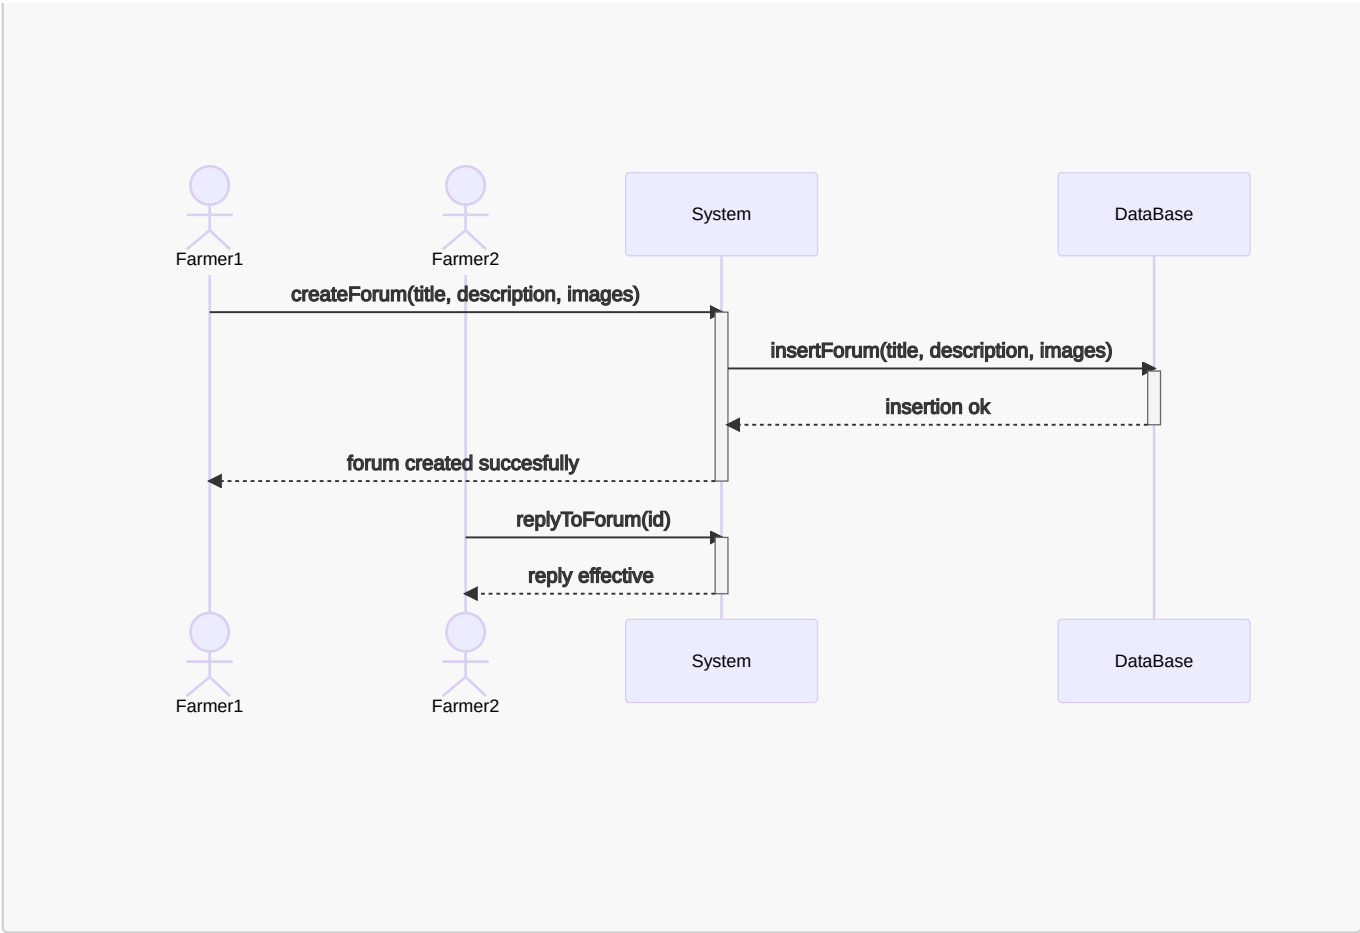 Farmer1
Farmer2
System
DataBase
createForum(title, description, images)
insertForum(title, description, images)
insertion ok
forum created succesfully
replyToForum(id)
reply effective
Farmer1
Farmer2
System
DataBase